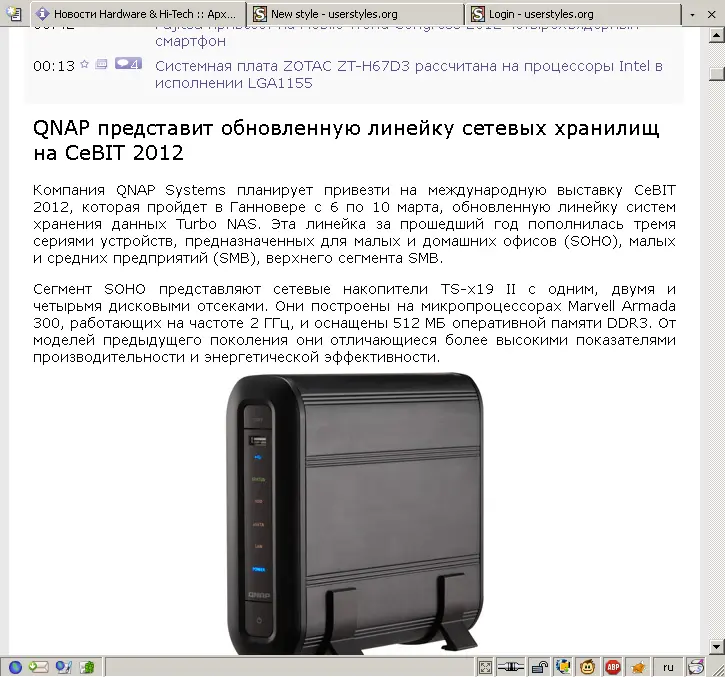 Новости Hardware & Hi-Tech :: Арх...
New style - userstyles.org
Login - userstyles.org
смартфон
00:13 4 Системная плата ZOTAC ZT-H67D3 рассчитана на процессоры Intel в
исполнении LGA1155
QNAP представит обновленную линейку сетевых хранилищ
на CeBIT 2012
Компания QNAP Systems планирует привезти на международную выставку CeBIT
2012, которая пройдет в Ганновере с 6 по 10 марта, обновленную линейку систем
хранения данных Turbo NAS. Эта линейка за прошедший год пополнилась тремя
сериями устройств, предназначенных для малых и домашних офисов (SOHO), малых
и средних предприятий (SMB), верхнего сегмента SMB.
Сегмент SOHO представляют сетевые накопители TS-x19 II с одним, двумя и
четырьмя дисковыми отсеками. Они построены на микропроцессорах Marvell Armada
300, работающих на частоте 2 ГГц, и оснащены 512 МБ оперативной памяти DDR3. От
моделей предыдущего поколения они отличающиеся более высокими показателями
производительности и энергетической эффективности.
QNAP
ABP
ru